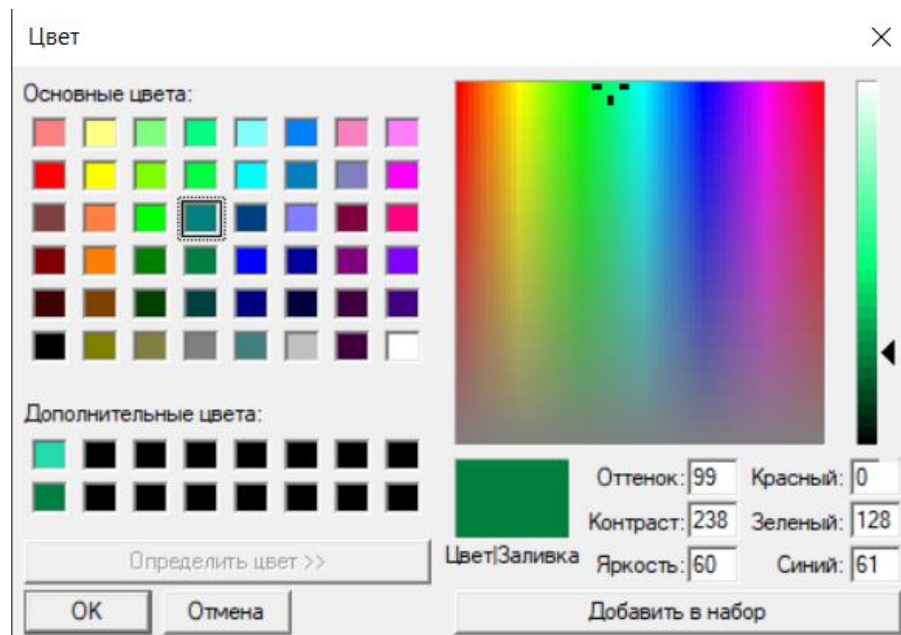 Цвет
Основные цвета:
Дополнительные цвета:
Определить цвет >>
OK
Отмена
Цвет|Заливка
Оттенок: 99
Контраст: 238
Яркость: 60
Красный: 0
Зеленый: 128
Синий: 61
Добавить в набор